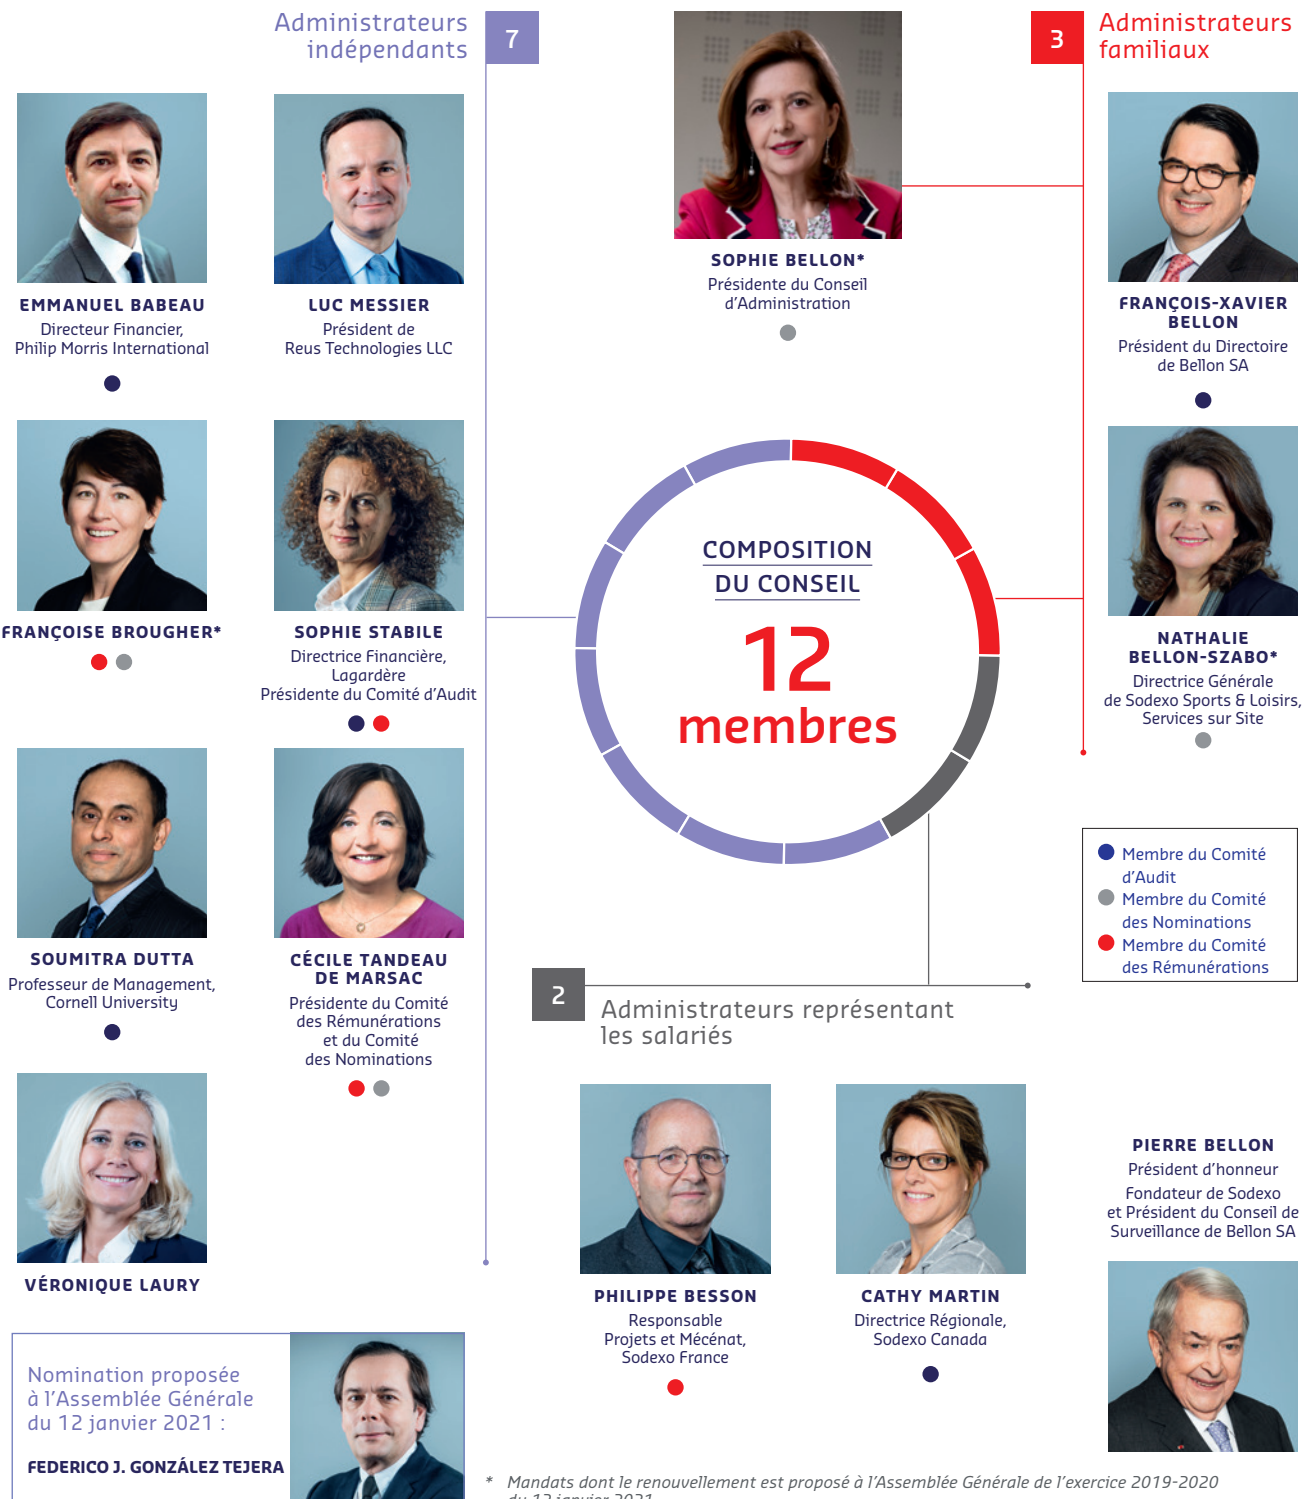 Administrateurs
indépendants
7
EMMANUEL BABEAU
Directeur Financier,
Philip Morris International
LUC MESSIER
Président de
Reus Technologies LLC
FRANÇOISE BROUGHER*
SOPHIE STABILE
Directrice Financière,
Lagardère
Présidente du Comité d'Audit
SOUMITRA DUTTA
Professeur de Management,
Cornell University
CÉCILE TANDEAU
DE MARSAC
Présidente du Comité
des Rémunérations
et du Comité
des Nominations
VÉRONIQUE LAURY
Nomination proposée
à l'Assemblée Générale
du 12 janvier 2021 :
FEDERICO J. GONZÁLEZ TEJERA
SOPHIE BELLON*
Présidente du Conseil
d'Administration
COMPOSITION
DU CONSEIL
12
membres
3
Administrateurs
familiaux
FRANÇOIS-XAVIER
BELLON
Président du Directoire
de Bellon SA
NATHALIE
BELLON-SZABO*
Directrice Générale
de Sodexo Sports & Loisirs,
Services sur Site
Membre du Comité
d'Audit
Membre du Comité
des Nominations
Membre du Comité
des Rémunérations
2
Administrateurs représentant
les salariés
PHILIPPE BESSON
Responsable
Projets et Mécénat,
Sodexo France
CATHY MARTIN
Directrice Régionale,
Sodexo Canada
PIERRE BELLON
Président d'honneur
Fondateur de Sodexo
et Président du Conseil de
Surveillance de Bellon SA
* Mandats dont le renouvellement est proposé à l'Assemblée Générale de l'exercice 2019-2020
du 12 janvier 2021